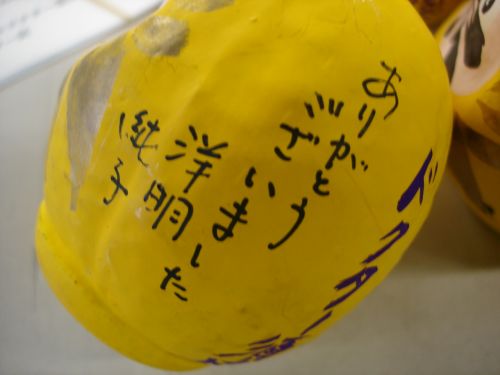 ありがとう
ございました
洋明
純子